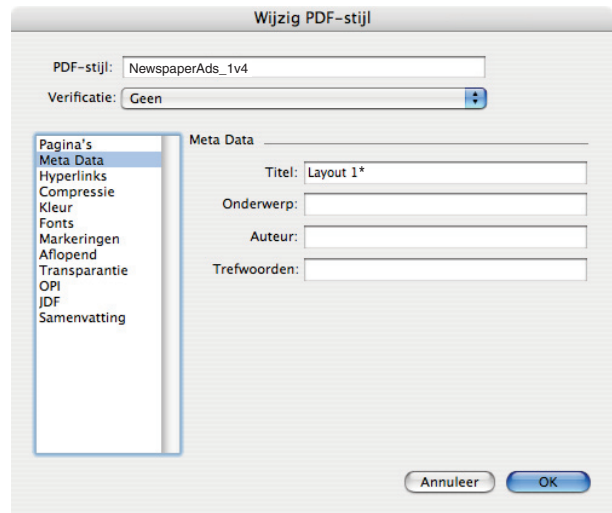 Wijzig PDF-stijl
PDF-stijl: NewspaperAds_1v4
Verificatie: Geen
Pagina's
Meta Data
Hyperlinks
Compressie
Kleur
Fonts
Markeringen
Aflopend
Transparantie
OPI
JDF
Samenvatting
Meta Data
Titel: Layout 1*
Onderwerp:
Auteur:
Trefwoorden:
Annuleer OK